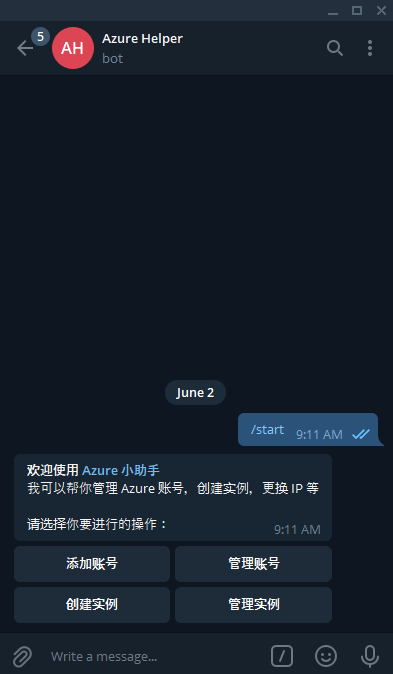 5
AH
Azure Helper
bot
June 2
/start
9:11 AM
欢迎使用 Azure 小助手
我可以帮你管理 Azure 账号，创建实例，更换 IP 等
请选择你要进行的操作：
9:11 AM
添加账号
管理账号
创建实例
管理实例
Write a message...